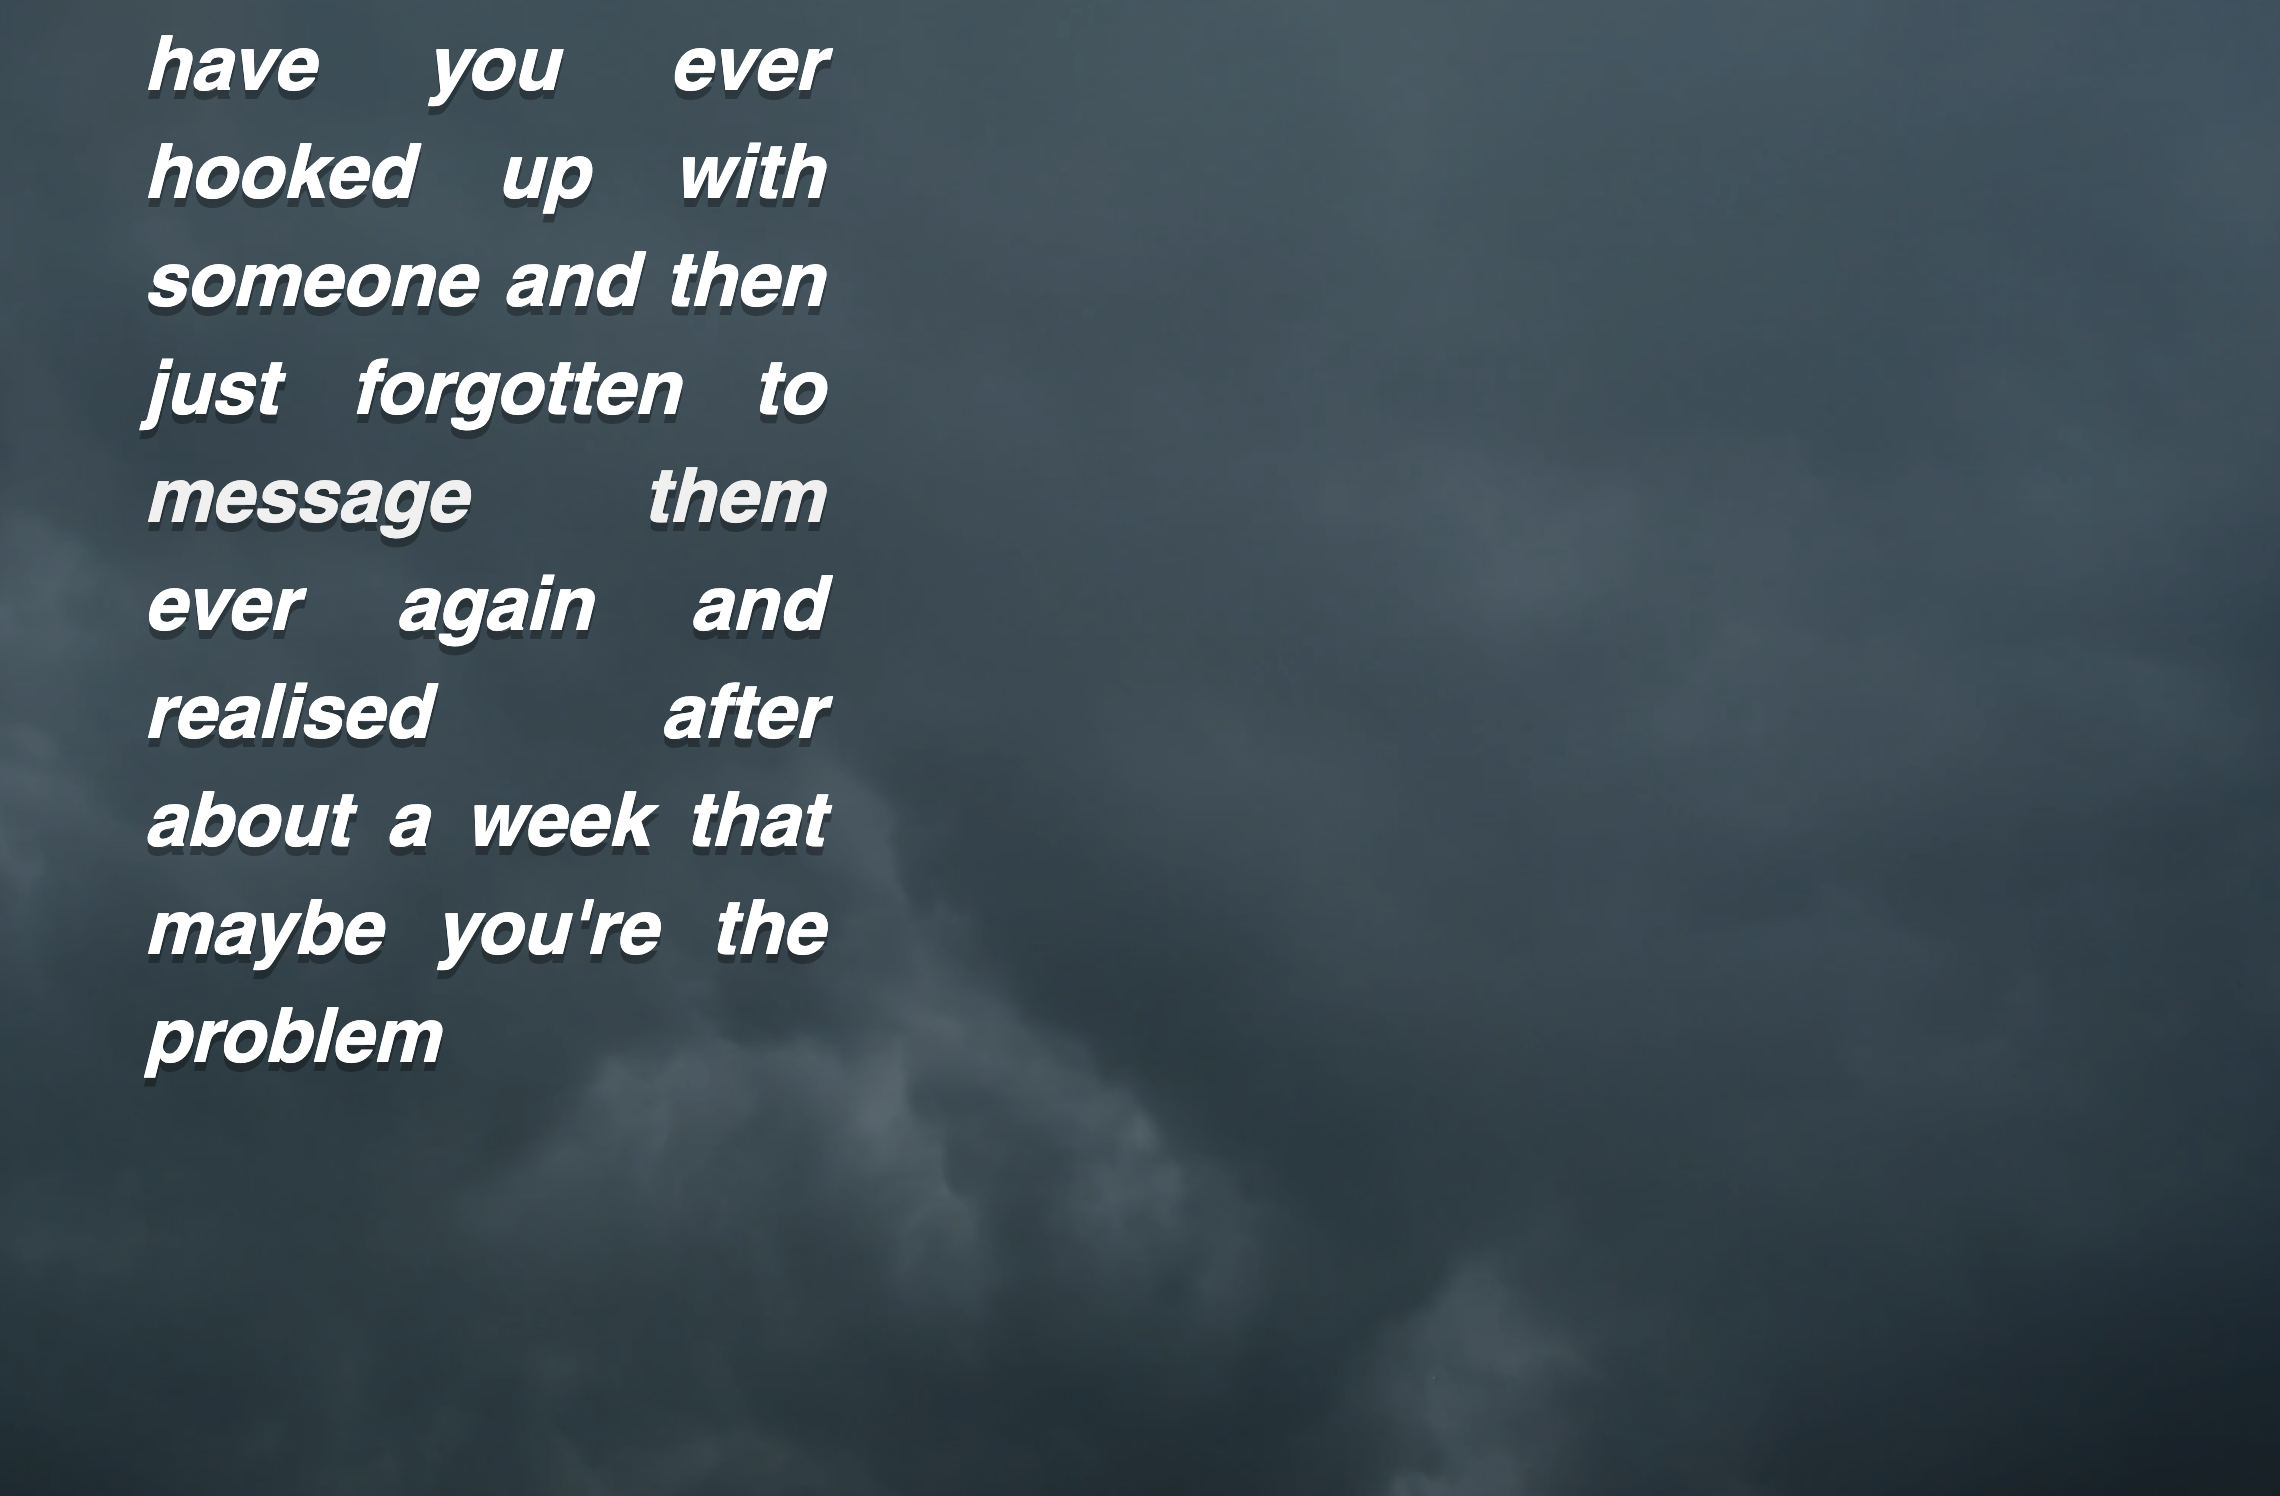 have you ever
hooked up with
someone and then
just forgotten to
message them
ever again and
realised after
about a week that
maybe you're the
problem